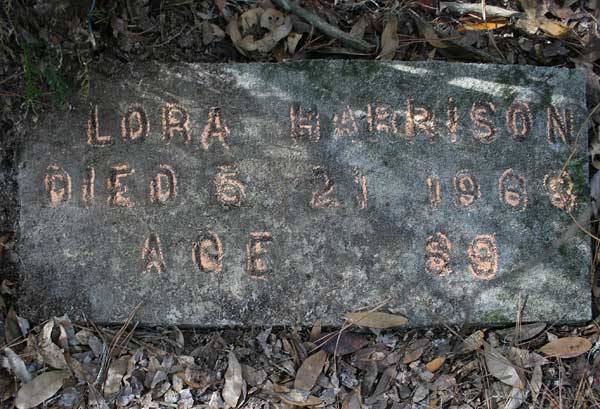 LORA HARRISON
DIED 5 21 1968
AGE 89